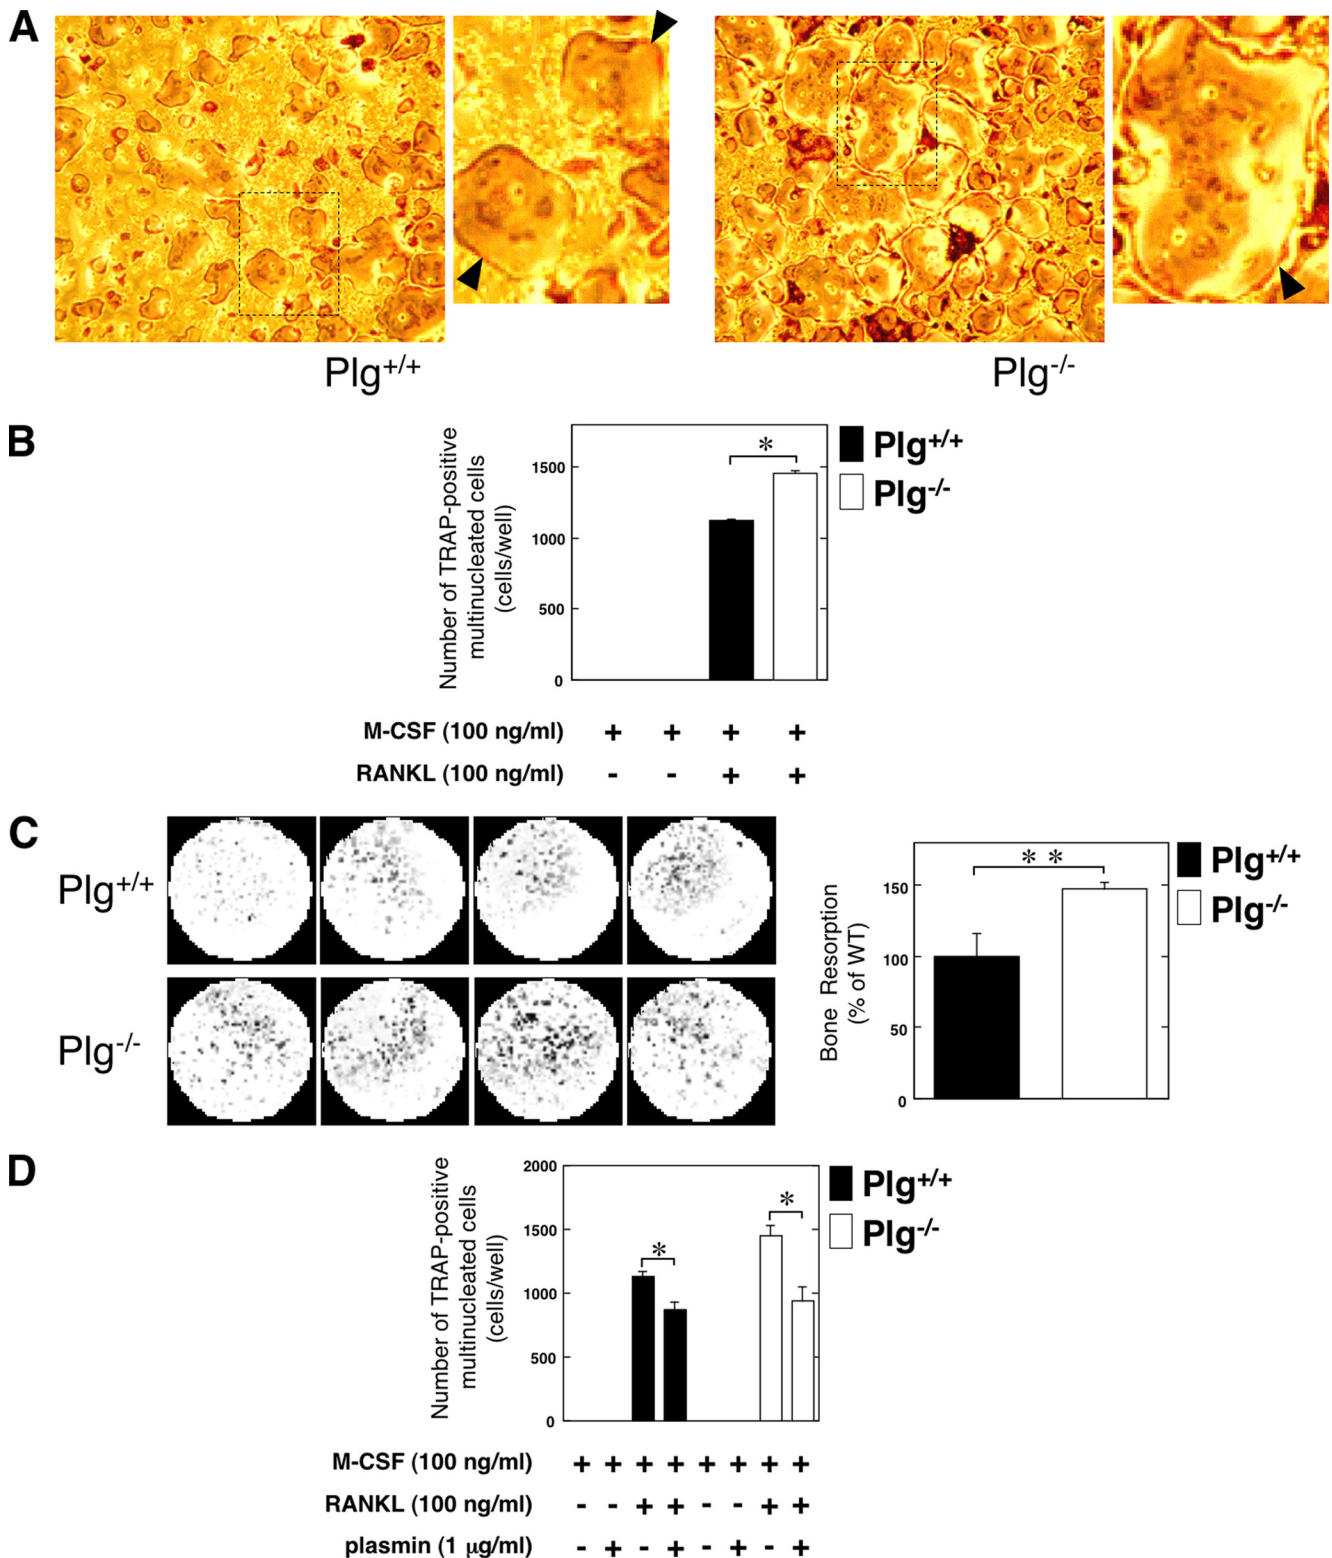 A
Plg+/+
Plg-/-
B
Number of TRAP-positive
multinucleated cells
(cells/well)
1500
1000
500
0
*
Plg+/+
Plg-/-
M-CSF (100 ng/ml) + + + +
RANKL (100 ng/ml) - - + +
C
Plg+/+
Plg-/-
Bone Resorption
(% of WT)
150
100
50
0
* *
Plg+/+
Plg-/-
D
Number of TRAP-positive
multinucleated cells
(cells/well)
2000
1500
1000
500
0
*
*
Plg+/+
Plg-/-
M-CSF (100 ng/ml) + + + + + + + +
RANKL (100 ng/ml) - - + + - - + +
plasmin (1 μg/ml) - + - + - + - +